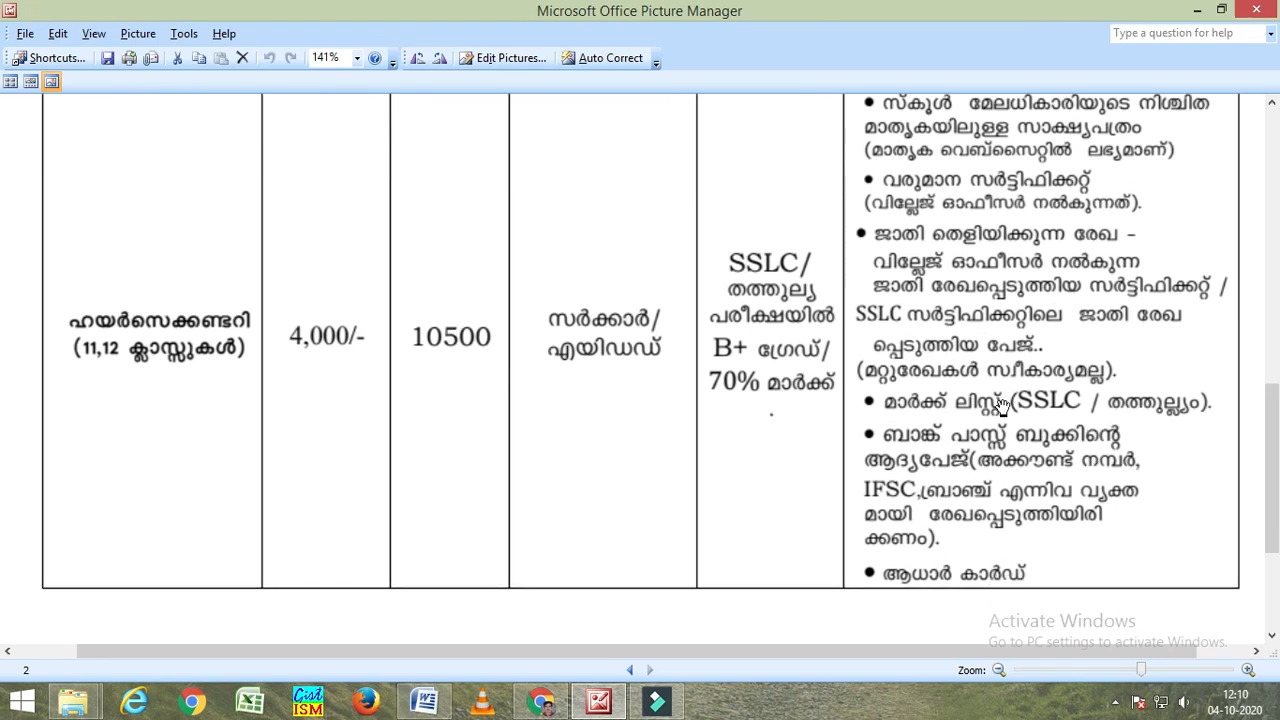 Microsoft Office Picture Manager
File Edit View Picture Tools Help
Type a question for help
Shortcuts... 141% Edit Pictures... Auto Correct
ഹയർസെക്കണ്ടറി
(11,12 ക്ലാസ്സുകൾ)
4,000/-
10500
സർക്കാർ/
എയിഡഡ്
SSLC/
തത്തുല്യ
പരീക്ഷയിൽ
B+ ഗ്രേഡ്/
70% മാർക്ക്
.
• സ്കൂൾ മേലധികാരിയുടെ നിശ്ചിത
മാതൃകയിലുള്ള സാക്ഷ്യപത്രം
(മാതൃക വെബ്സൈറ്റിൽ ലഭ്യമാണ്)
• വരുമാന സർട്ടിഫിക്കറ്റ്
(വില്ലേജ് ഓഫീസർ നൽകുന്നത്).
• ജാതി തെളിയിക്കുന്ന രേഖ –
വില്ലേജ് ഓഫീസർ നൽകുന്ന
ജാതി രേഖപ്പെടുത്തിയ സർട്ടിഫിക്കറ്റ് /
SSLC സർട്ടിഫിക്കറ്റിലെ ജാതി രേഖ
പ്പെടുത്തിയ പേജ്..
(മറ്റുരേഖകൾ സ്വീകാര്യമല്ല).
• മാർക്ക് ലിസ്റ്റ് (SSLC / തത്തുല്ല്യം).
• ബാങ്ക് പാസ്സ് ബുക്കിന്റെ
ആദ്യപേജ്(അക്കൗണ്ട് നമ്പർ,
IFSC,ബ്രാഞ്ച് എന്നിവ വ്യക്ത
മായി രേഖപ്പെടുത്തിയിരി
ക്കണം).
• ആധാർ കാർഡ്
Activate Windows
Go to PC settings to activate Windows.
2
Zoom:
Gist
ISM
12:10
04-10-2020